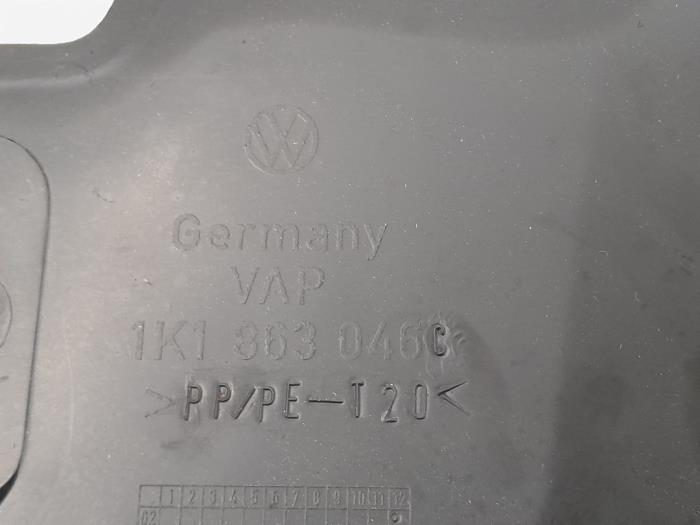 Germany
VAP
1K1 863 046C
>PP/PE-T20<
1 2 3 4 5 6 7 8 9 10 11 12
02